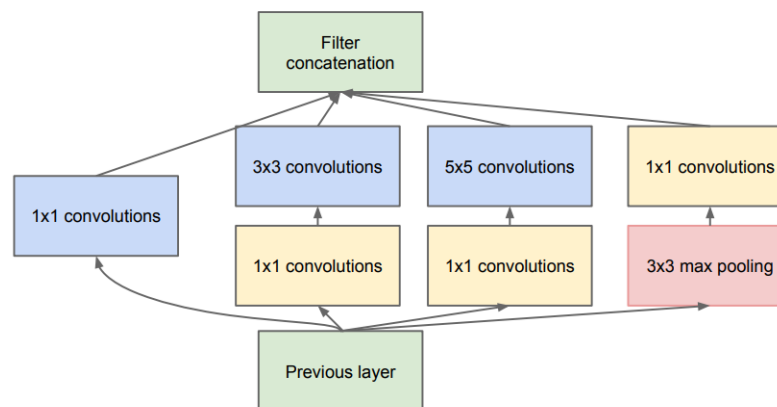 Filter
concatenation
3x3 convolutions
5x5 convolutions
1x1 convolutions
1x1 convolutions
1x1 convolutions
1x1 convolutions
3x3 max pooling
Previous layer